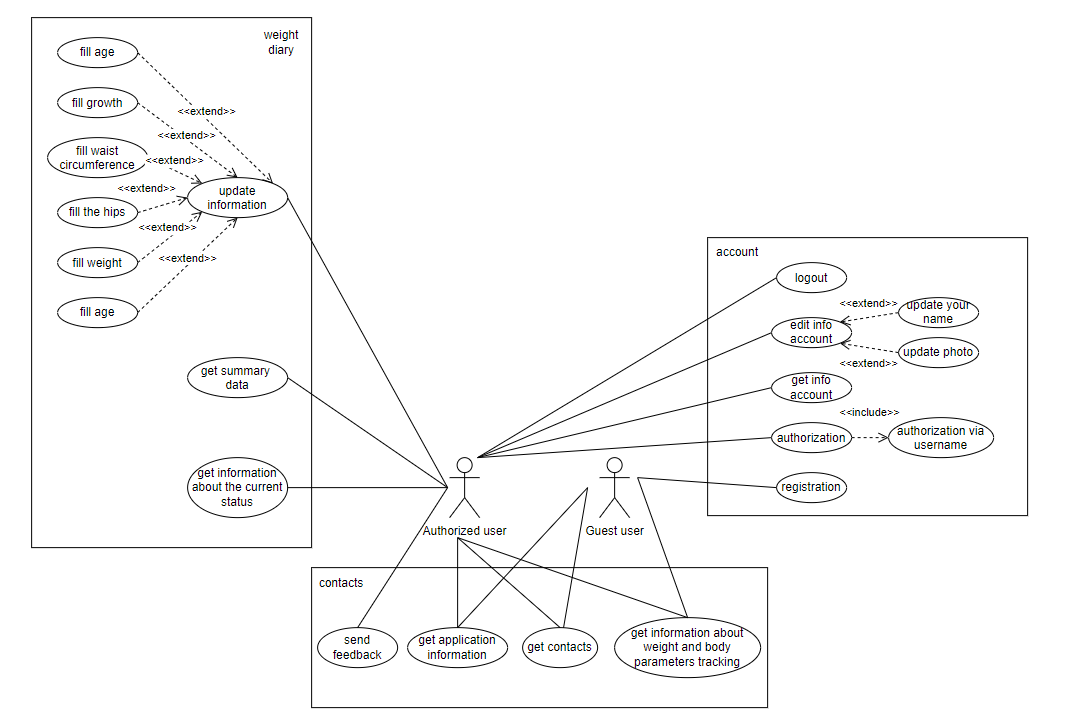 weight
diary
fill age
<<extend>>
fill growth
<<extend>>
fill waist
circumference
<<extend>>
<<extend>>
update
information
fill the hips
<<extend>>
fill weight
<<extend>>
fill age
get summary
data
get information
about the current
status
account
logout
<<extend>>
update your
name
edit info
account
update photo
<<extend>>
get info
account
<<include>>
authorization
authorization via
username
registration
Authorized user
Guest user
contacts
send
feedback
get application
information
get contacts
get information about
weight and body
parameters tracking